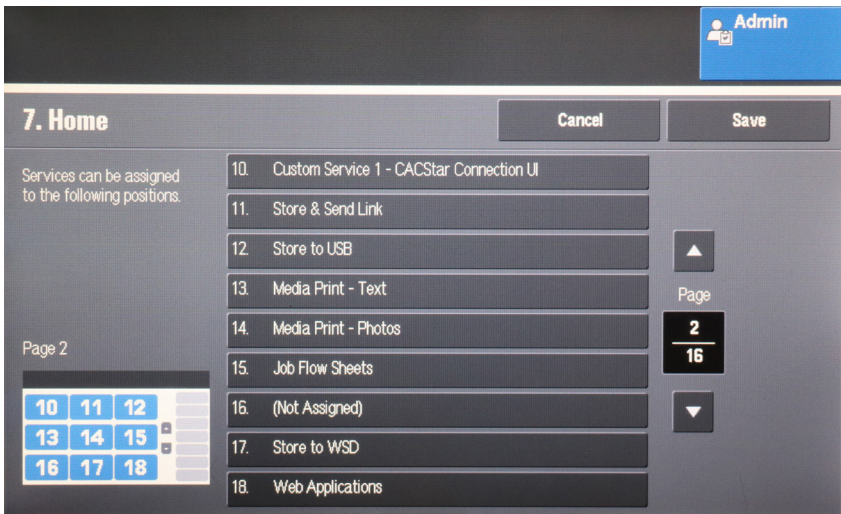 Admin
7. Home
Cancel
Save
Services can be assigned
to the following positions.
10. Custom Service 1 - CACStar Connection UI
11. Store & Send Link
12. Store to USB
13. Media Print - Text
14. Media Print - Photos
15. Job Flow Sheets
16. (Not Assigned)
17. Store to WSD
18. Web Applications
Page
2
16
Page 2
10 11 12
13 14 15
16 17 18